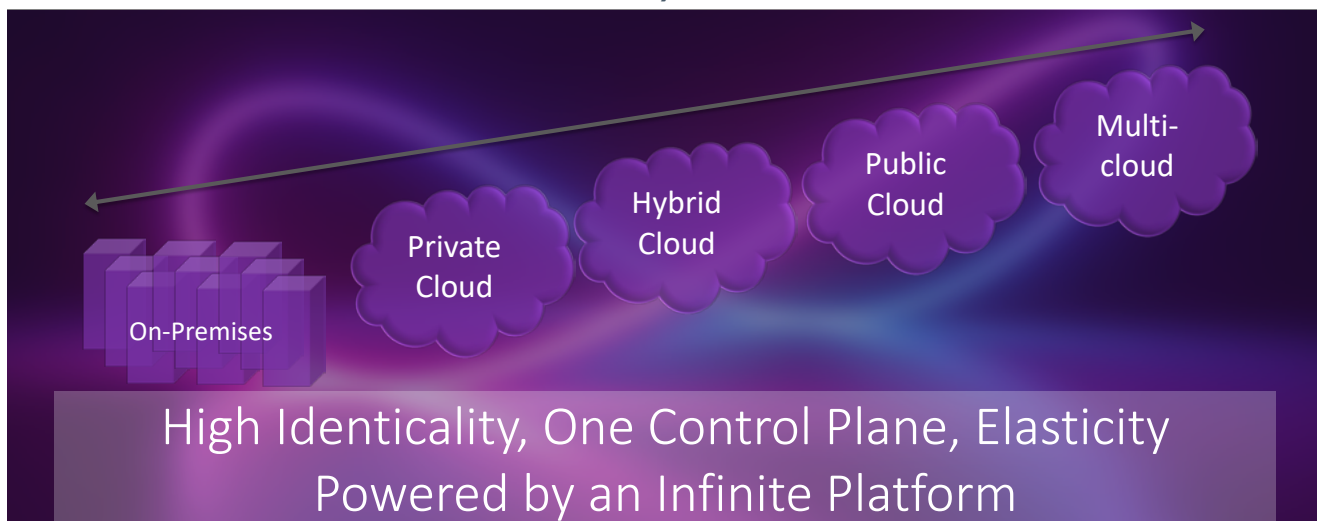 On-Premises
Private
Cloud
Hybrid
Cloud
Public
Cloud
Multi-
cloud
High Identicality, One Control Plane, Elasticity
Powered by an Infinite Platform